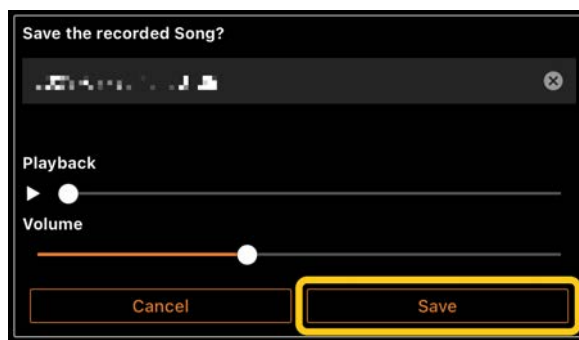 Save the recorded Song?
Playback
Volume
Cancel
Save